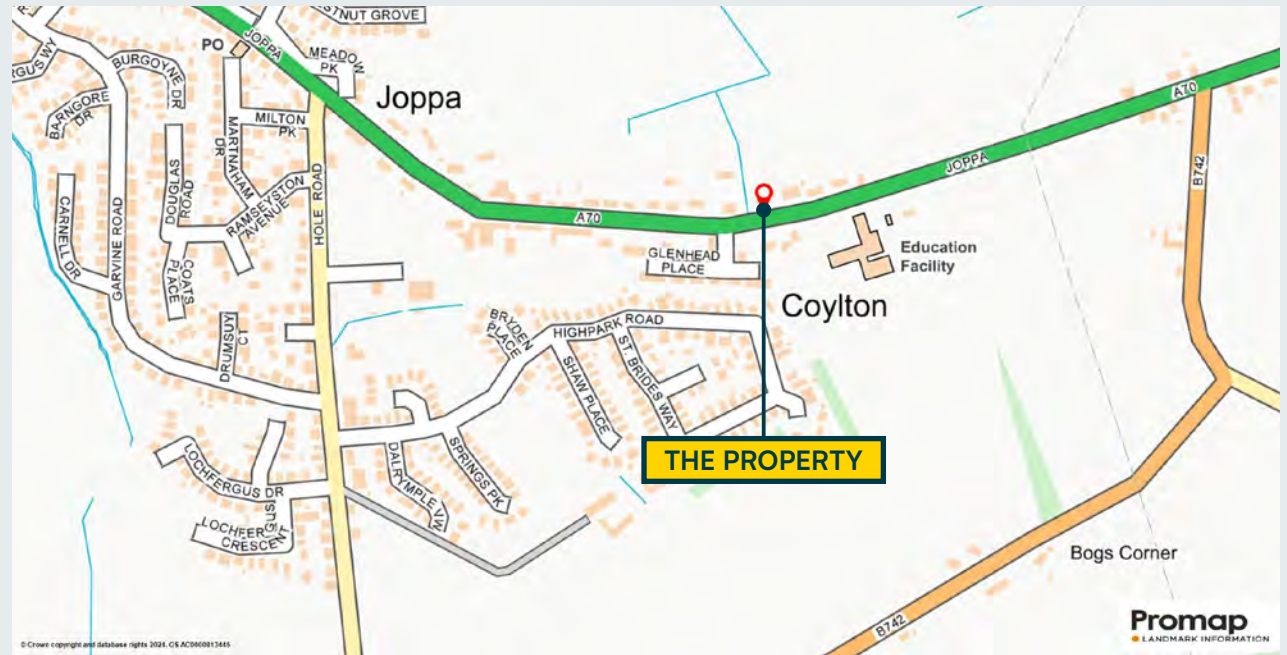 CHESTNUT GROVE
JOPPA
PO
MEADOW
PK
BURGOYNE
DR
BARNGORE
DR
Joppa
MILTON
PK
MARTNAHAM
DR
A70
B742
JOPPA
DOUGLAS
ROAD
RAMSEYSTON
AVENUE
HOLE ROAD
CARNELL DR
GARVINE ROAD
COATS
PLACE
A70
GLENHEAD
PLACE
Education
Facility
Coylton
DRUMSUY
CT
BRYDEN
PLACE
HIGHPARK ROAD
SHAW PLACE
ST. BRIDES WAY
THE PROPERTY
LOCHFERGUS DR
DALRYMPLE VW
SPRINGS PK
CRESCENT
Bogs Corner
B742
Promap
LANDMARK INFORMATION